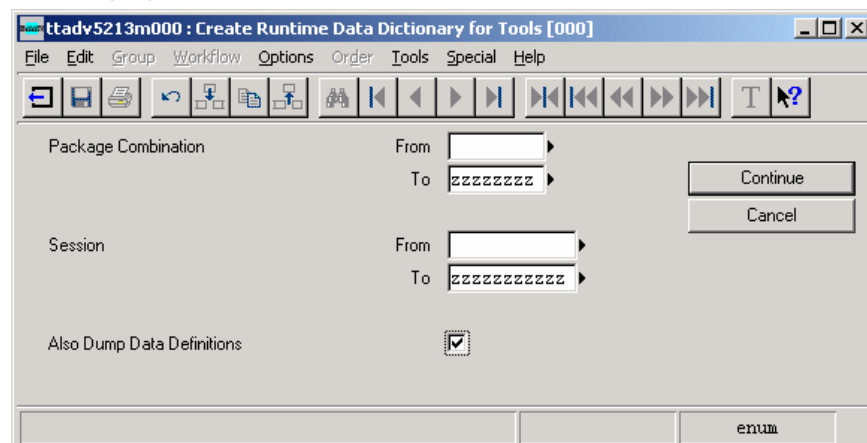 ttadv5213m000 : Create Runtime Data Dictionary for Tools [000]
File Edit Group Workflow Options Order Tools Special Help
T ?
Package Combination From
To zzzzzzzz
Continue
Cancel
Session From
To zzzzzzzzzzz
Also Dump Data Definitions
enum